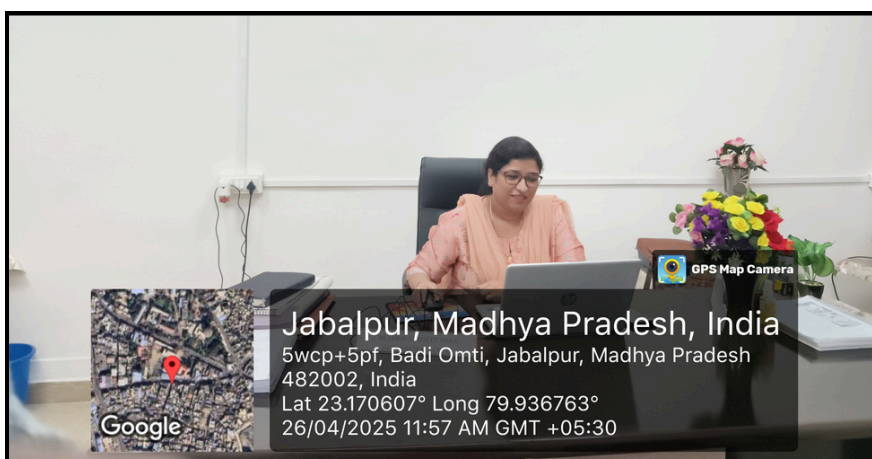 GPS Map Camera
Jabalpur, Madhya Pradesh, India
5wcp+5pf, Badi Omti, Jabalpur, Madhya Pradesh
482002, India
Lat 23.170607° Long 79.936763°
26/04/2025 11:57 AM GMT +05:30
Google